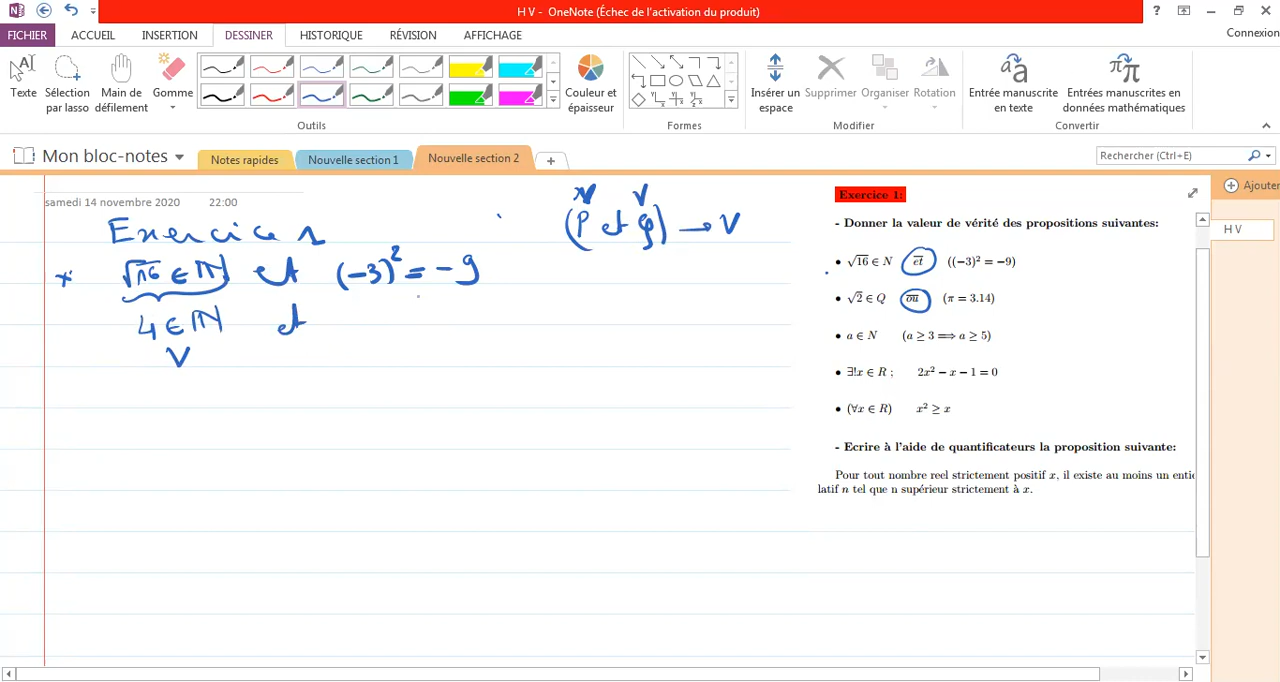 H V - OneNote (Échec de l'activation du produit)
FICHIER ACCUEIL INSERTION DESSINER HISTORIQUE RÉVISION AFFICHAGE
Connexion
Texte Sélection par lasso Main de défilement Gomme
Couleur et épaisseur
Insérer un espace Supprimer Organiser Rotation
Entrée manuscrite en texte Entrées manuscrites en données mathématiques
Outils Formes Modifier Convertir
Mon bloc-notes Notes rapides Nouvelle section 1 Nouvelle section 2
Rechercher (Ctrl+E)
Ajouter
H V
samedi 14 novembre 2020 22:00
Exercice 1
* √16 ∈ ℕ et (-3)² = -9
4 ∈ ℕ et
V
V V
(P et Q) → V
Exercice 1:
- Donner la valeur de vérité des propositions suivantes:
• √16 ∈ N et ((−3)² = −9)
• √2 ∈ Q ou (π = 3.14)
• a ∈ N (a ≥ 3 ⟹ a ≥ 5)
• ∃!x ∈ R ; 2x² − x − 1 = 0
• (∀x ∈ R) x² ≥ x
- Ecrire à l'aide de quantificateurs la proposition suivante:
Pour tout nombre reel strictement positif x, il existe au moins un entie
latif n tel que n supérieur strictement à x.